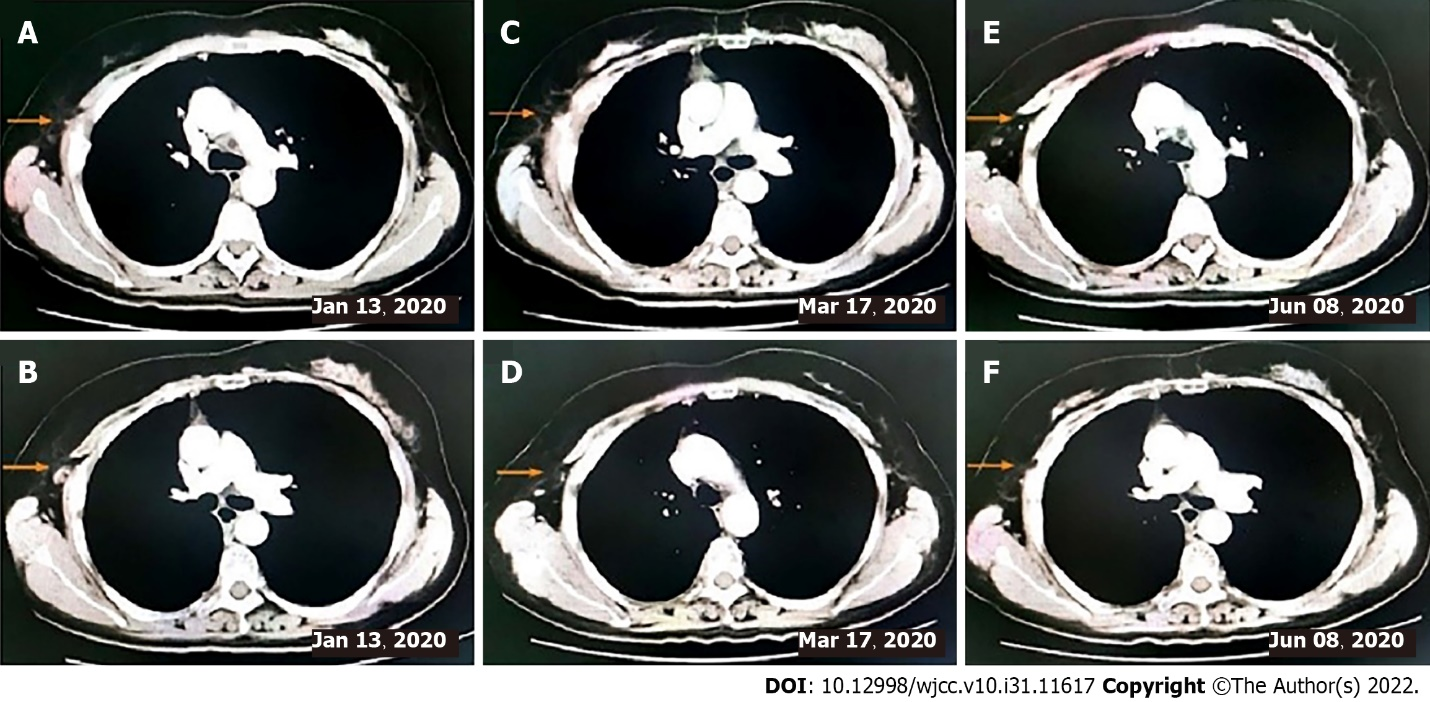 A
C
E
Jan 13, 2020
Mar 17, 2020
Jun 08, 2020
B
D
F
Jan 13, 2020
Mar 17, 2020
Jun 08, 2020
DOI: 10.12998/wjcc.v10.i31.11617 Copyright ©The Author(s) 2022.